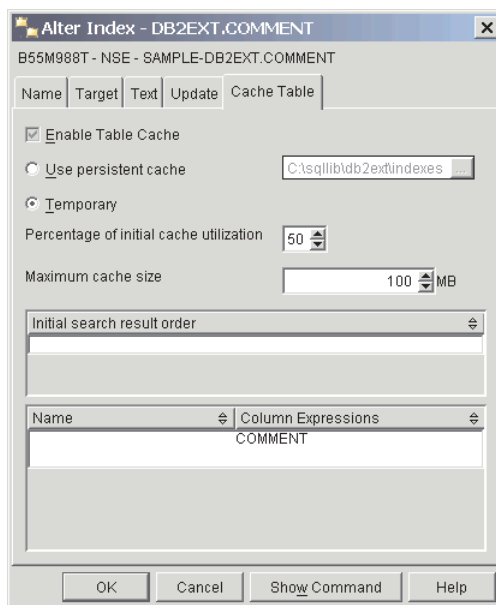 Alter Index - DB2EXT.COMMENT
B55M988T - NSE - SAMPLE-DB2EXT.COMMENT
Name Target Text Update Cache Table
Enable Table Cache
Use persistent cache C:\sqllib\db2ext\indexes ...
Temporary
Percentage of initial cache utilization 50
Maximum cache size 100 MB
Initial search result order
Name Column Expressions
COMMENT
OK Cancel Show Command Help